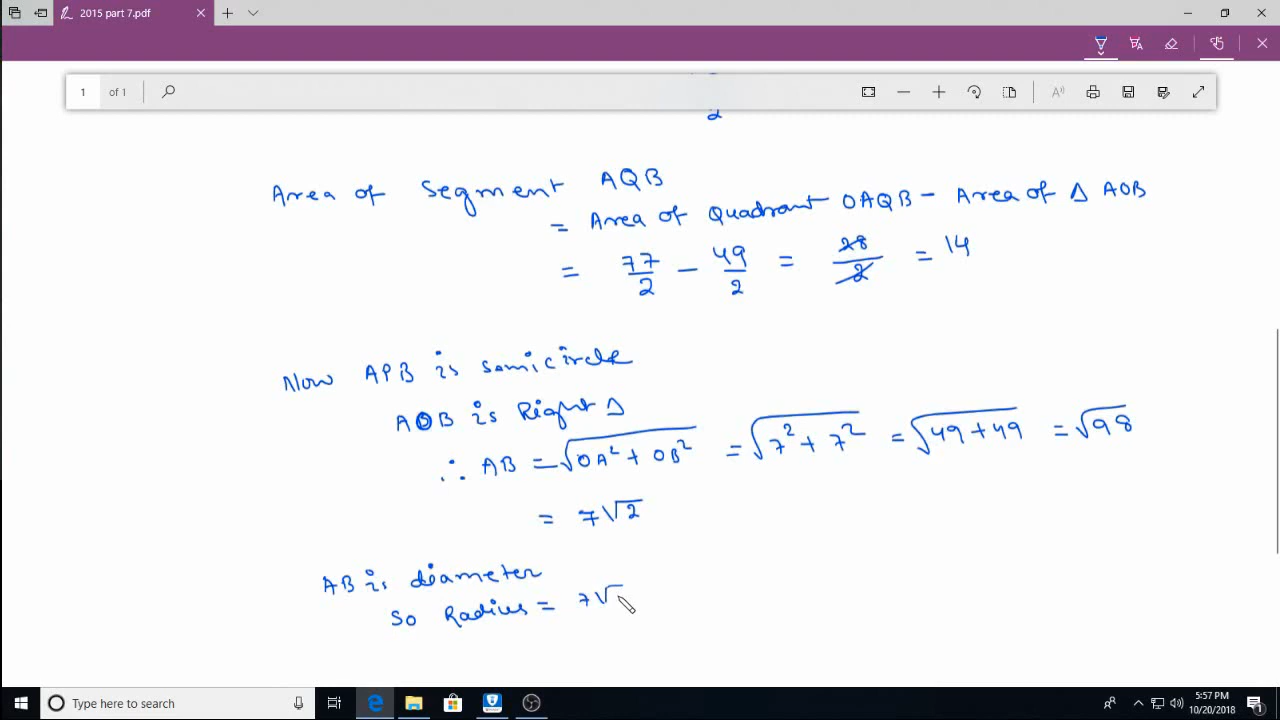 2015 part 7.pdf
1 of 1
2
Area of Segment AQB
= Area of Quadrant OAQB - Area of Δ AOB
= 77/2 - 49/2 = 28/2 = 14
Now APB is semicircle
AOB is Right Δ
∴ AB = √OA² + OB² = √7² + 7² = √49 + 49 = √98
= 7√2
AB is diameter
So Radius = 7√
Type here to search
5:57 PM
10/20/2018
1